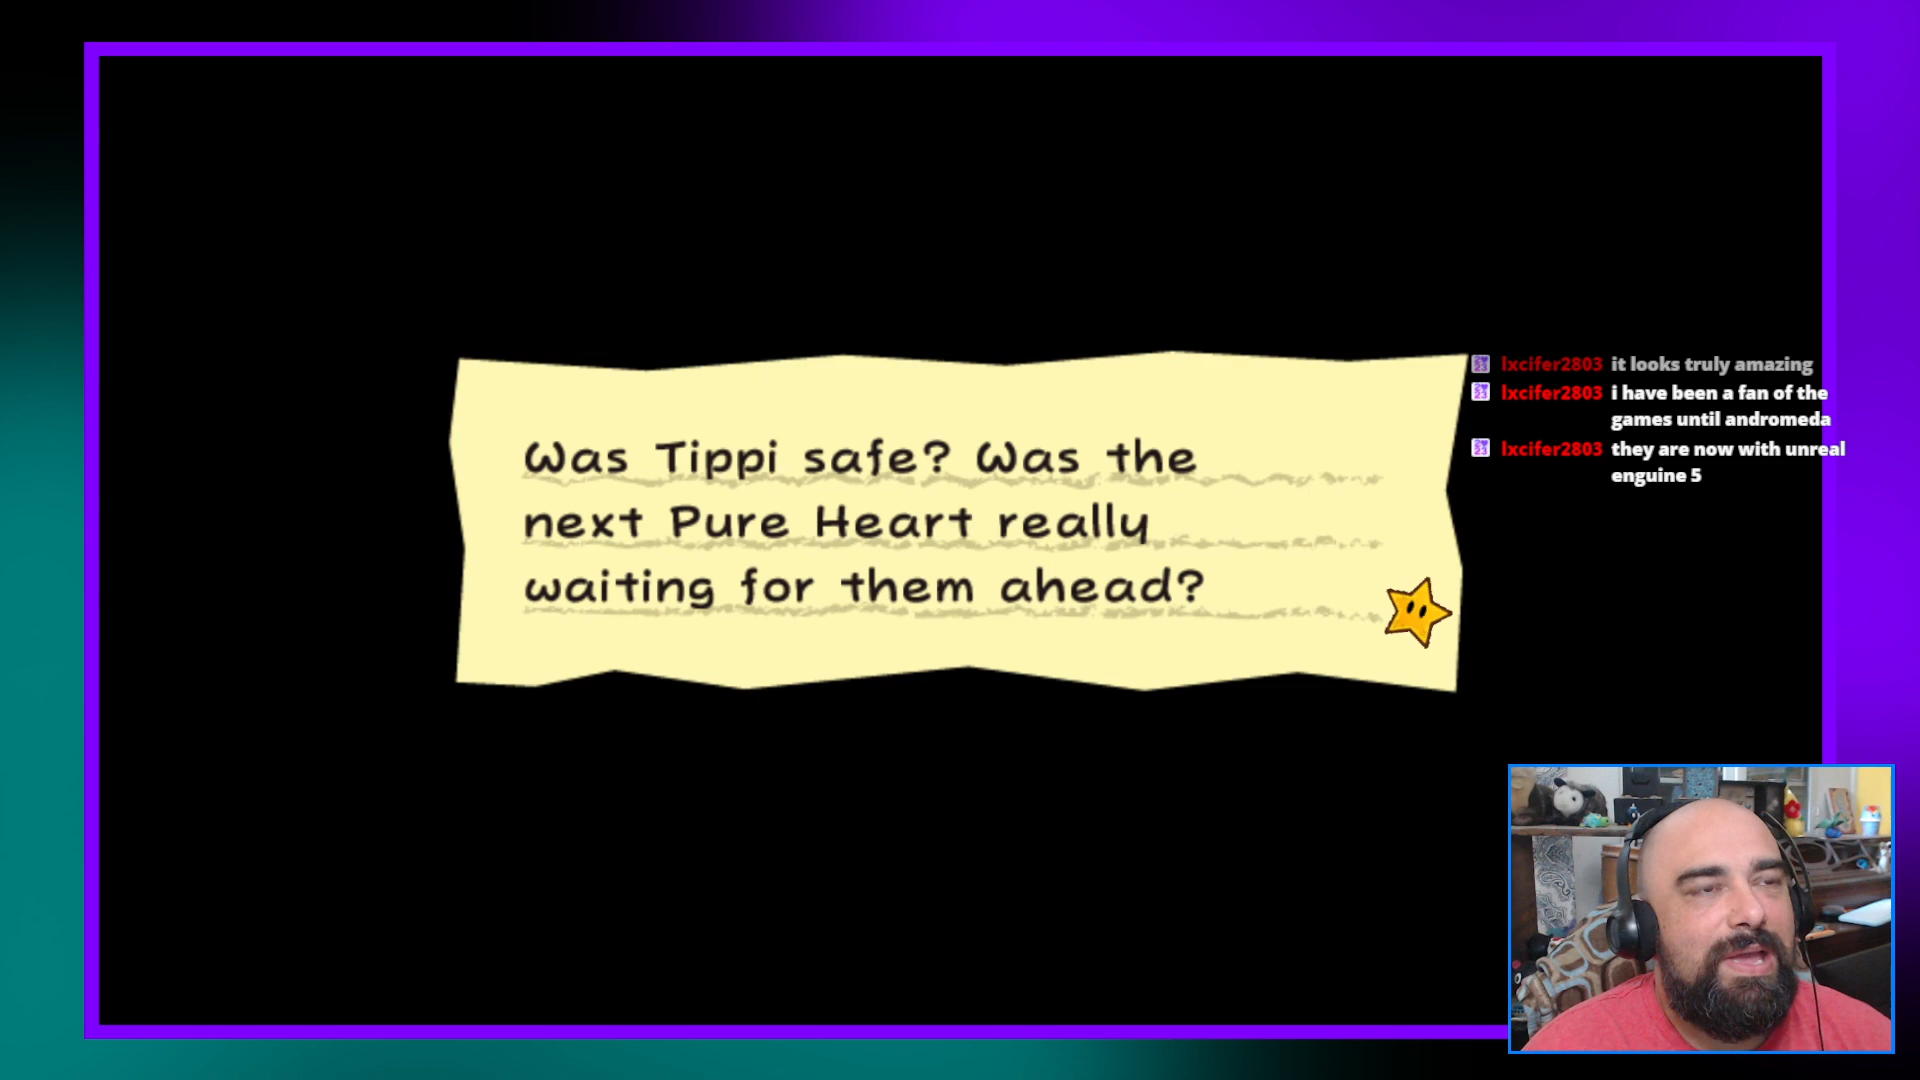 Was Tippi safe? Was the
next Pure Heart really
waiting for them ahead?
lxcifer2803 it looks truly amazing
lxcifer2803 i have been a fan of the
games until andromeda
lxcifer2803 they are now with unreal
enguine 5